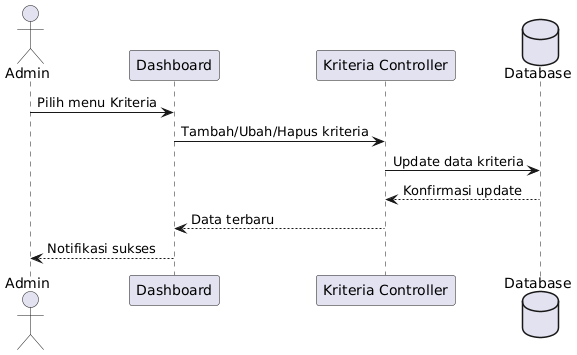 Admin
Dashboard
Kriteria Controller
Database
Pilih menu Kriteria
Tambah/Ubah/Hapus kriteria
Update data kriteria
Konfirmasi update
Data terbaru
Notifikasi sukses
Admin
Dashboard
Kriteria Controller
Database